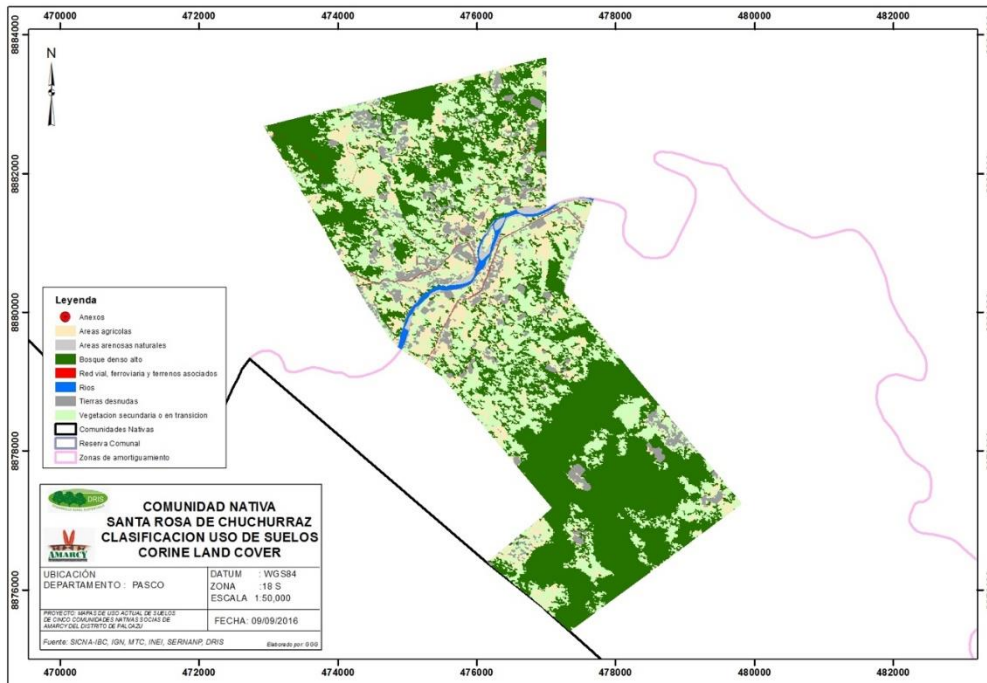 470000 472000 474000 476000 478000 480000 482000
8884000
8882000
8880000
8878000
8876000
N
Leyenda
Anexos
Areas agrícolas
Areas arenosas naturales
Bosque denso alto
Red vial, ferroviaria y terrenos asociados
Rios
Tierras desnudas
Vegetacion secundaria o en transicion
Comunidades Nativas
Reserva Comunal
Zonas de amortiguamiento
DRIS
AMARCY
COMUNIDAD NATIVA
SANTA ROSA DE CHUCHURRAZ
CLASIFICACION USO DE SUELOS
CORINE LAND COVER
UBICACIÓN
DEPARTAMENTO : PASCO
DATUM : WGS84
ZONA :18 S
ESCALA 1:50,000
PROYECTO: MAPAS DE USO ACTUAL DE SUELOS
DE CINCO COMUNIDADES NATIVAS SOCIAS DE
AMARCY DEL DISTRITO DE PALCAZU
FECHA: 09/09/2016
Fuente: SICNA-IBC, IGN, MTC, INEI, SERNANP, DRIS
Elaborado por:
470000 472000 474000 476000 478000 480000 482000